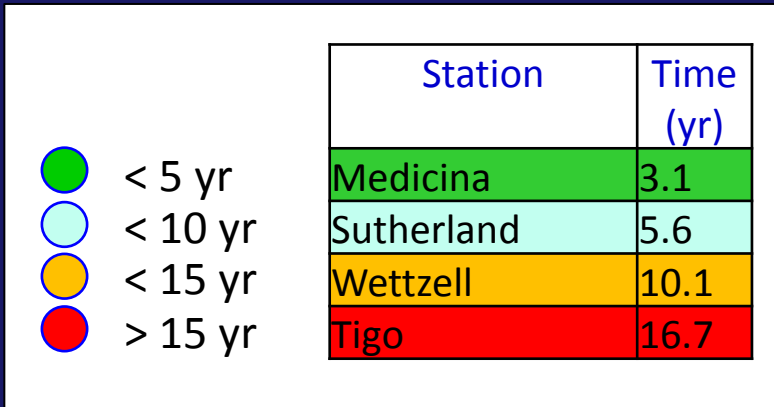 Station Time (yr)
< 5 yr Medicina 3.1
< 10 yr Sutherland 5.6
< 15 yr Wettzell 10.1
> 15 yr Tigo 16.7